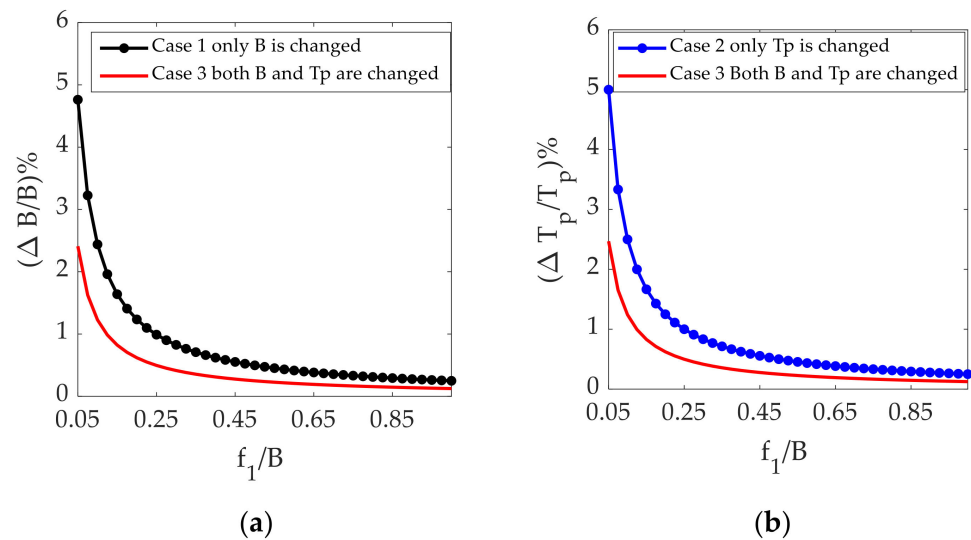 6
5
4
3
2
1
0
(Δ B/B)%
Case 1 only B is changed
Case 3 both B and Tp are changed
0.05 0.25 0.45 0.65 0.85
f1/B
(a)
6
5
4
3
2
1
0
(Δ Tp/Tp)%
Case 2 only Tp is changed
Case 3 Both B and Tp are changed
0.05 0.25 0.45 0.65 0.85
f1/B
(b)